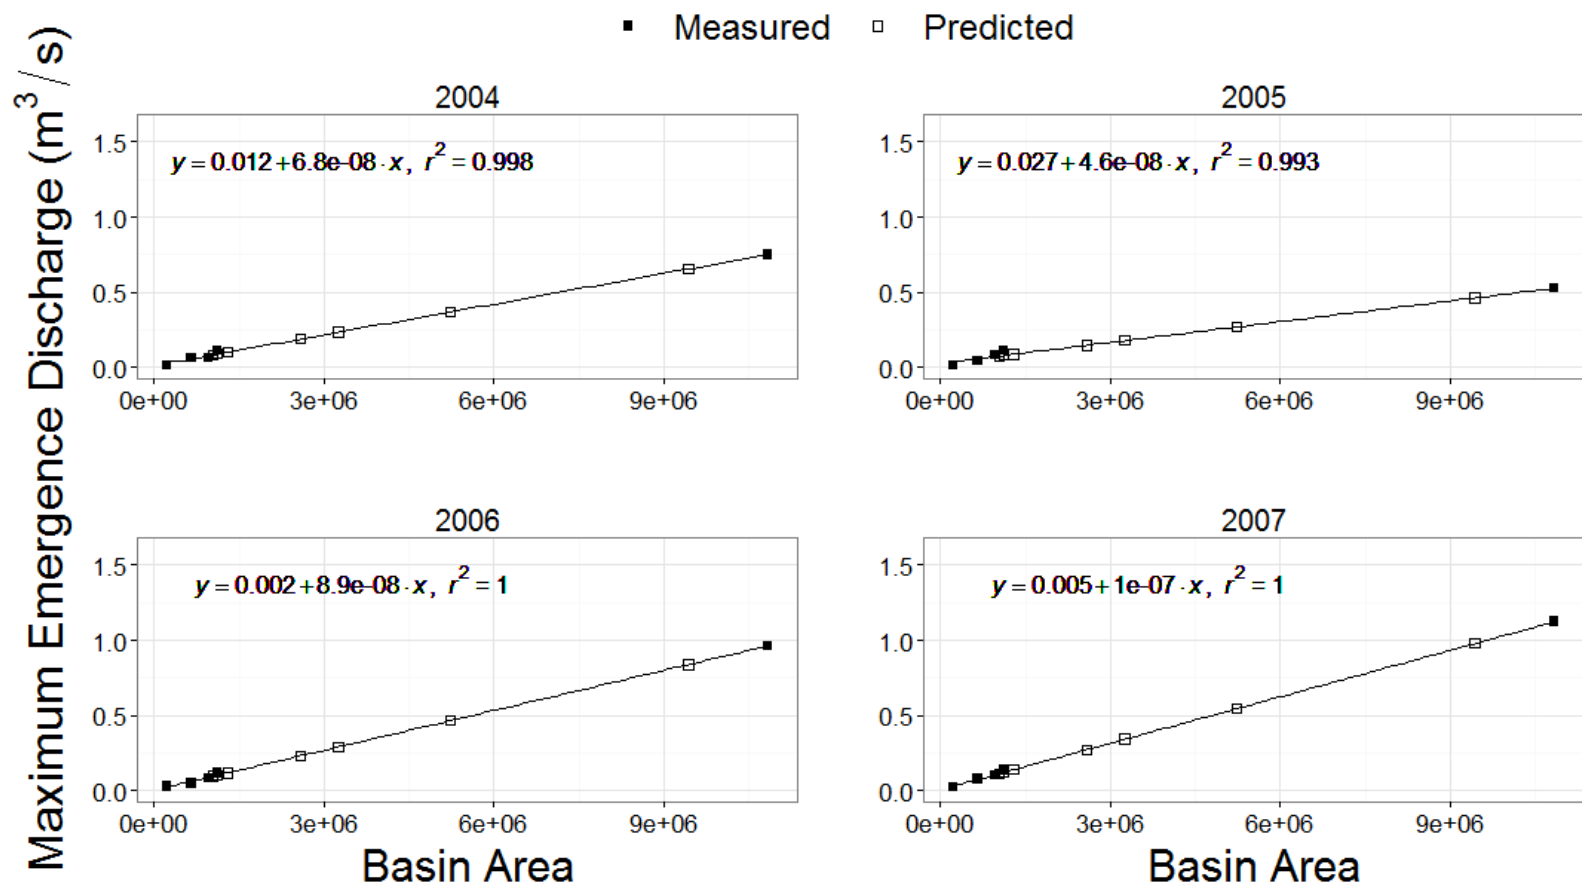 Measured Predicted
Maximum Emergence Discharge (m³ / s)
2004
y = 0.012 + 6.8e-08 · x, r² = 0.998
1.5
1.0
0.5
0.0
0e+00 3e+06 6e+06 9e+06
2005
y = 0.027 + 4.6e-08 · x, r² = 0.993
1.5
1.0
0.5
0.0
0e+00 3e+06 6e+06 9e+06
2006
y = 0.002 + 8.9e-08 · x, r² = 1
1.5
1.0
0.5
0.0
0e+00 3e+06 6e+06 9e+06
Basin Area
2007
y = 0.005 + 1e-07 · x, r² = 1
1.5
1.0
0.5
0.0
0e+00 3e+06 6e+06 9e+06
Basin Area